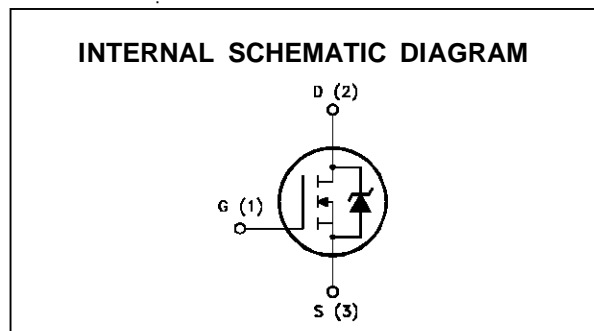 INTERNAL SCHEMATIC DIAGRAM
D (2)
G (1)
S (3)